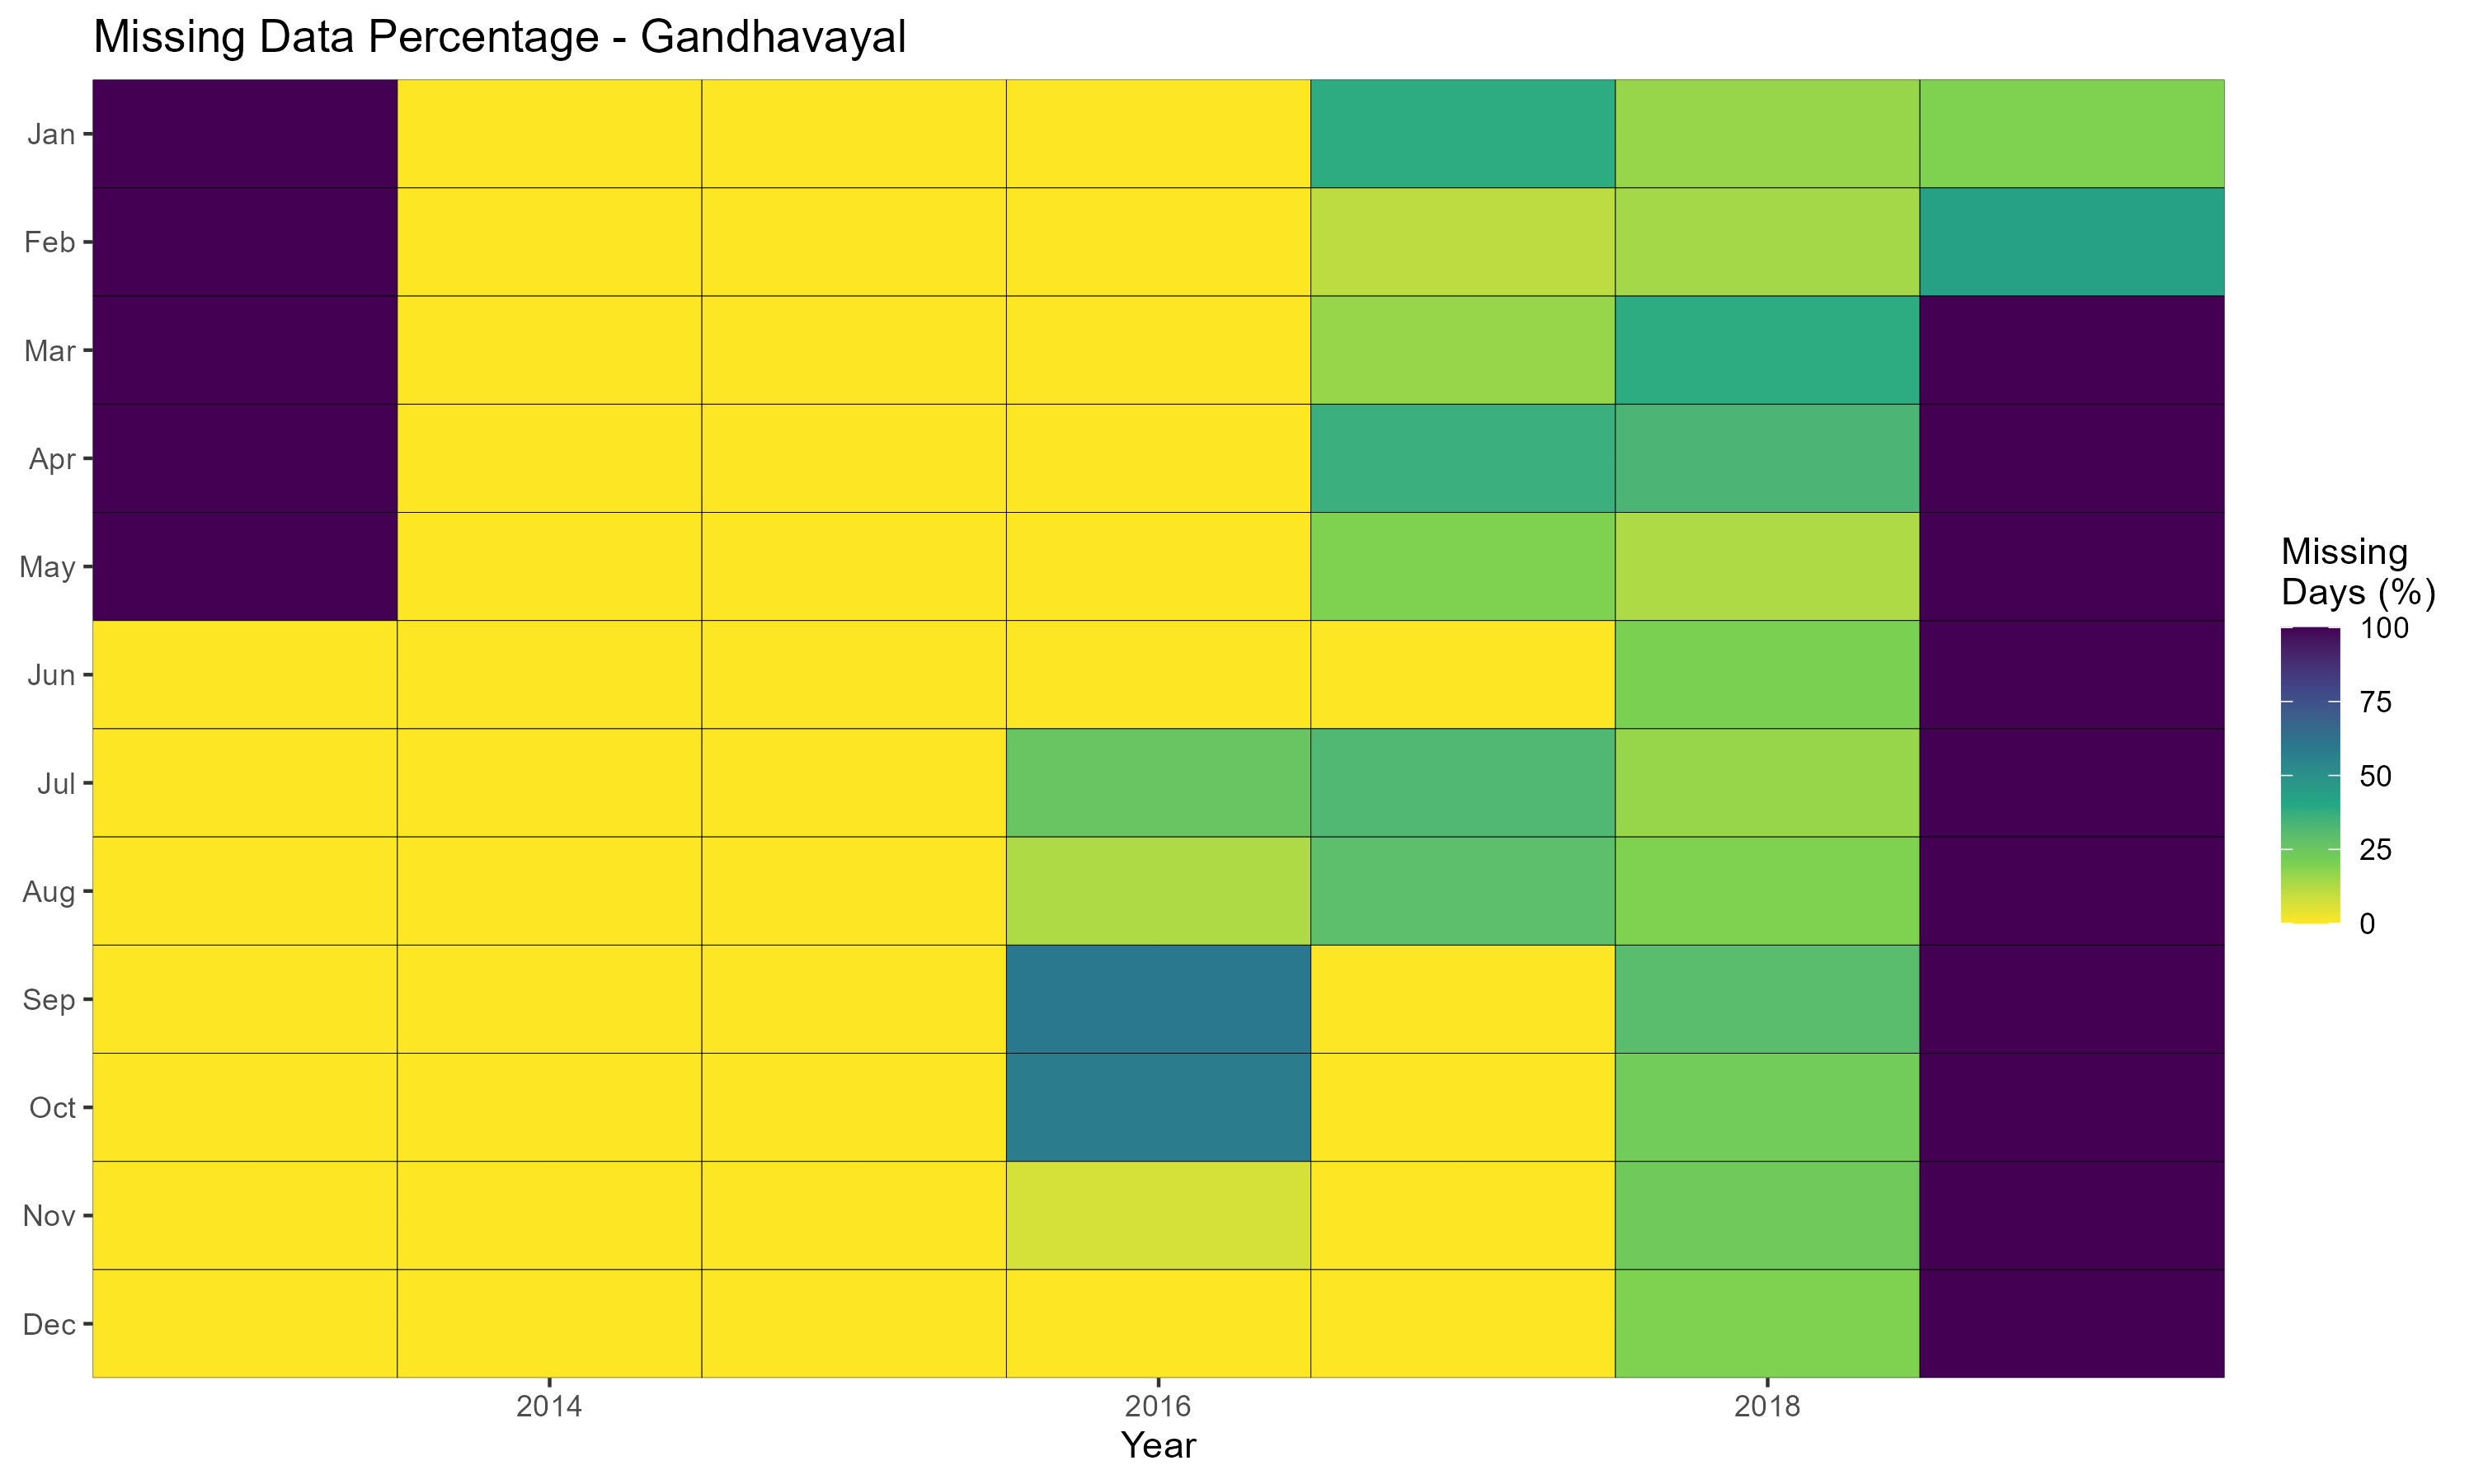 Missing Data Percentage - Gandhavayal
Jan
Feb
Mar
Apr
May
Jun
Jul
Aug
Sep
Oct
Nov
Dec
2014
2016
2018
Year
Missing
Days (%)
100
75
50
25
0